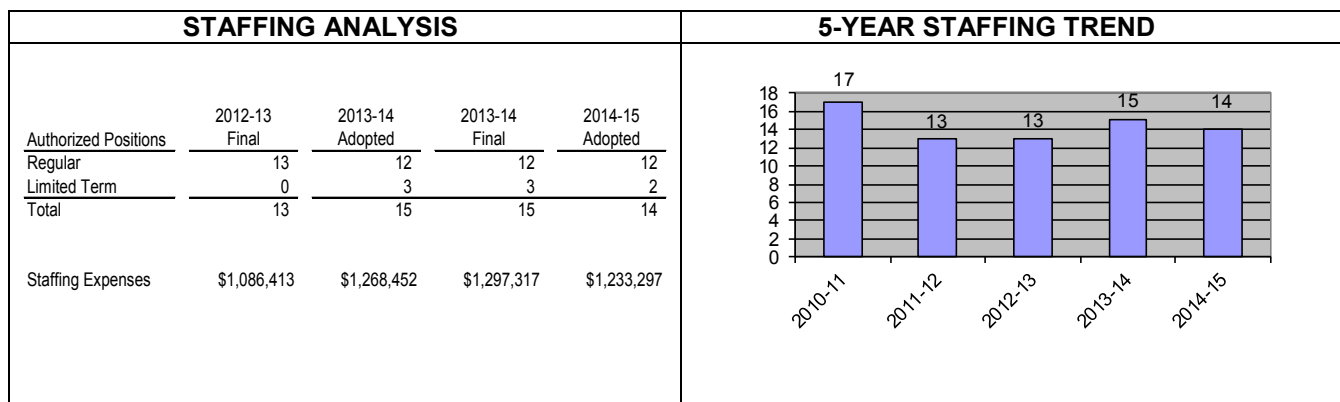 STAFFING ANALYSIS
2012-13 2013-14 2013-14 2014-15
Authorized Positions Final Adopted Final Adopted
Regular 13 12 12 12
Limited Term 0 3 3 2
Total 13 15 15 14
Staffing Expenses $1,086,413 $1,268,452 $1,297,317 $1,233,297
5-YEAR STAFFING TREND
17
13
13
15
14
18
16
14
12
10
8
6
4
2
0
2010-11
2011-12
2012-13
2013-14
2014-15